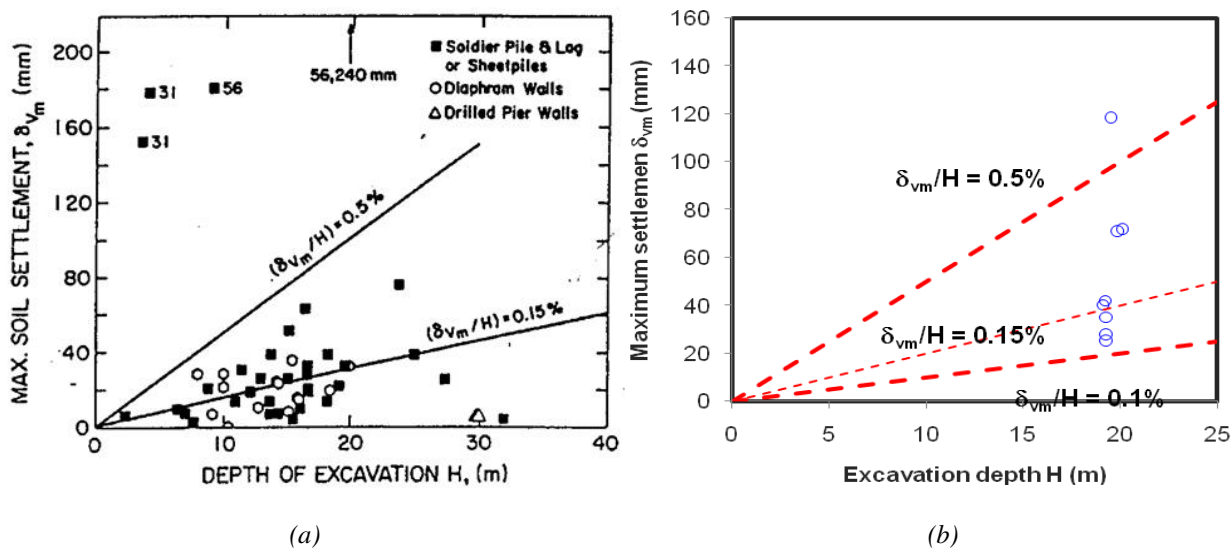 200
160
120
80
40
0
MAX. SOIL SETTLEMENT, δVm (mm)
31
56
31
56,240 mm
■ Soldier Pile & Lag
or Sheetpiles
○ Diaphram Walls
△ Drilled Pier Walls
(δVm/H)=0.5%
(δVm/H)=0.15%
0 10 20 30 40
DEPTH OF EXCAVATION H, (m)
(a)
160
140
120
100
80
60
40
20
0
Maximum settlemen δvm (mm)
δvm/H = 0.5%
δvm/H = 0.15%
δvm/H = 0.1%
0 5 10 15 20 25
Excavation depth H (m)
(b)